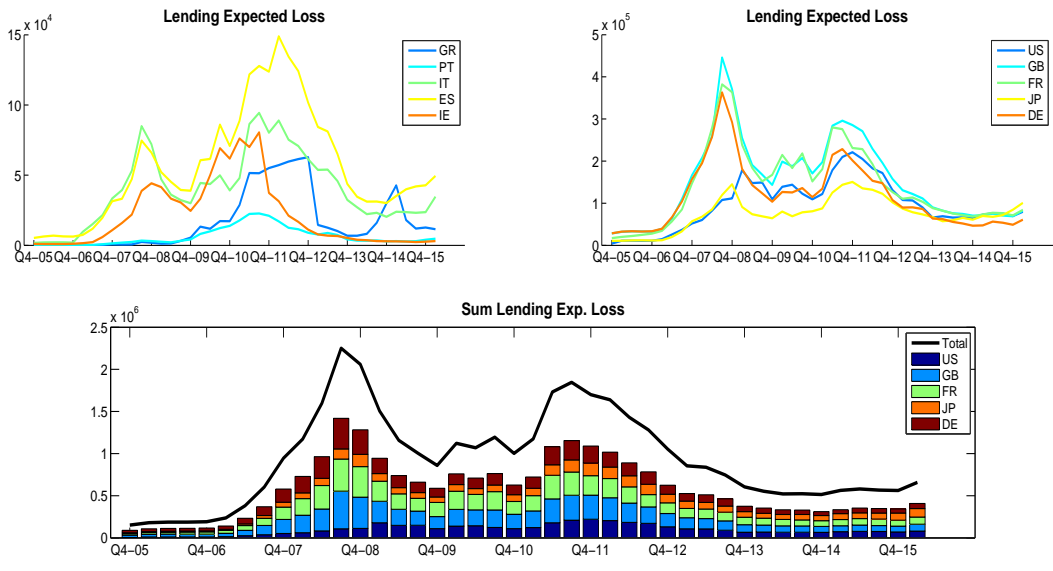 Lending Expected Loss
x 10^4
15
10
5
0
Q4–05 Q4–06 Q4–07 Q4–08 Q4–09 Q4–10 Q4–11 Q4–12 Q4–13 Q4–14 Q4–15
GR
PT
IT
ES
IE
Lending Expected Loss
x 10^5
5
4
3
2
1
0
Q4–05 Q4–06 Q4–07 Q4–08 Q4–09 Q4–10 Q4–11 Q4–12 Q4–13 Q4–14 Q4–15
US
GB
FR
JP
DE
Sum Lending Exp. Loss
x 10^6
2.5
2
1.5
1
0.5
0
Q4–05 Q4–06 Q4–07 Q4–08 Q4–09 Q4–10 Q4–11 Q4–12 Q4–13 Q4–14 Q4–15
Total
US
GB
FR
JP
DE